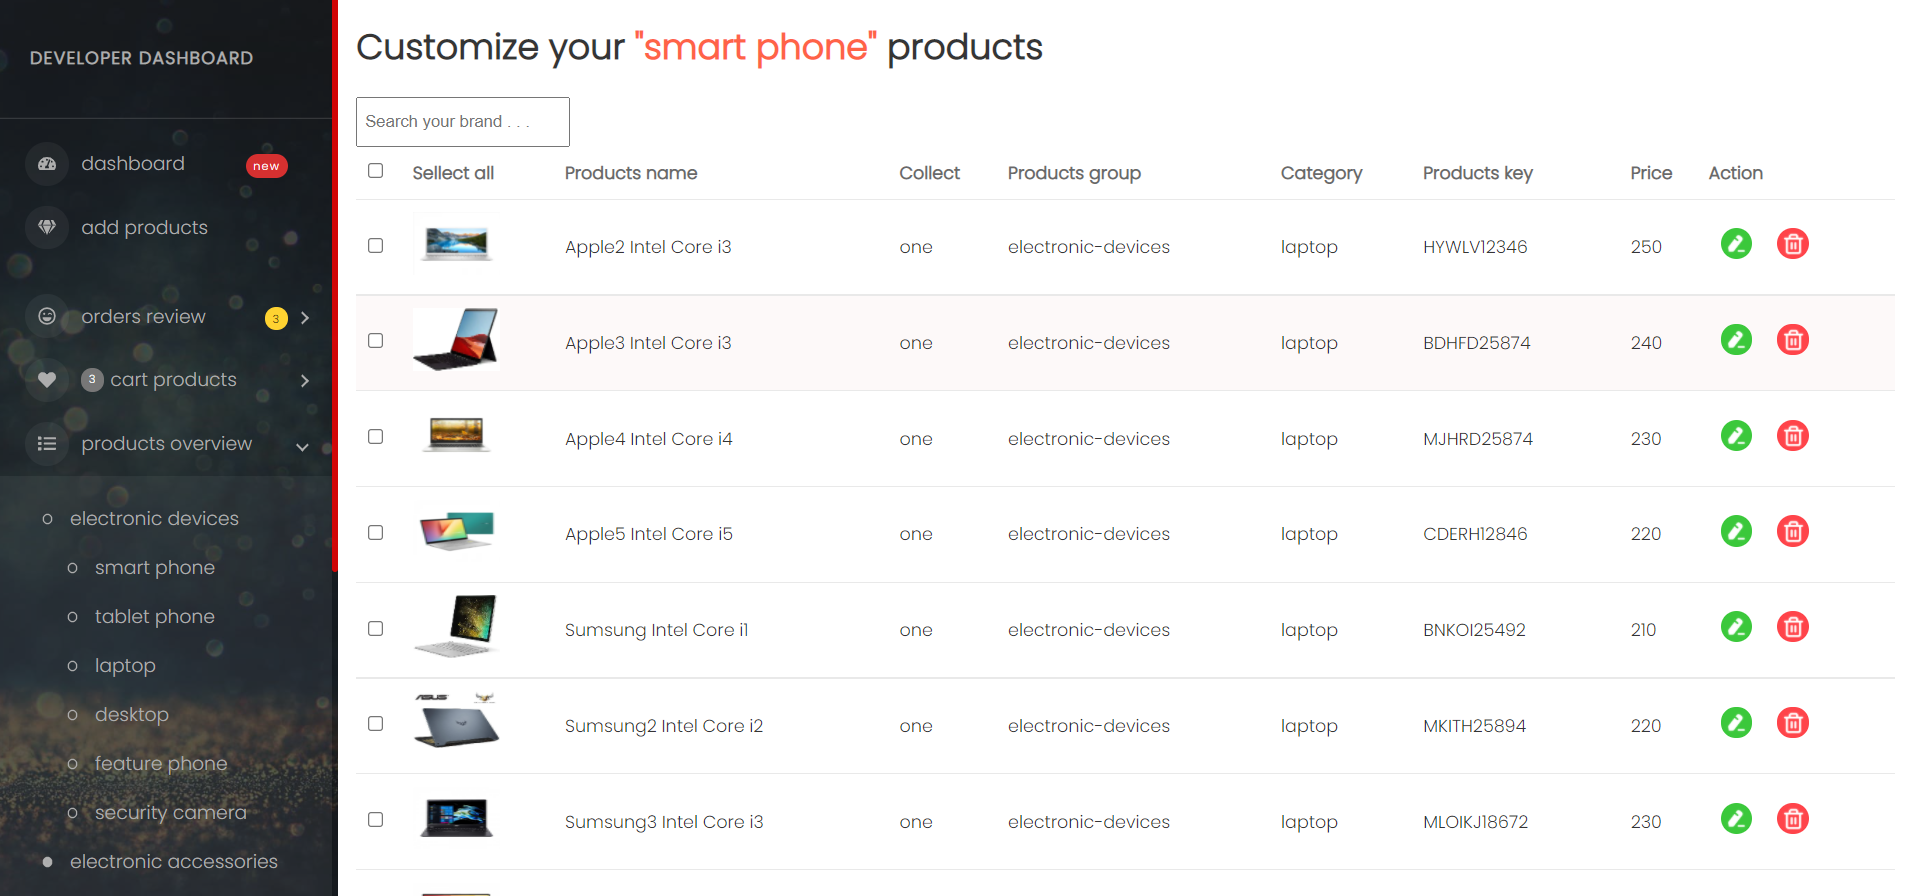 DEVELOPER DASHBOARD
dashboard new
add products
orders review 3
3 cart products
products overview
electronic devices
smart phone
tablet phone
laptop
desktop
feature phone
security camera
electronic accessories
Customize your "smart phone" products
Search your brand . . .
Sellect all Products name Collect Products group Category Products key Price Action
Apple2 Intel Core i3 one electronic-devices laptop HYWLV12346 250
Apple3 Intel Core i3 one electronic-devices laptop BDHFD25874 240
Apple4 Intel Core i4 one electronic-devices laptop MJHRD25874 230
Apple5 Intel Core i5 one electronic-devices laptop CDERH12846 220
Sumsung Intel Core i1 one electronic-devices laptop BNKOI25492 210
ASUS
Sumsung2 Intel Core i2 one electronic-devices laptop MKITH25894 220
Sumsung3 Intel Core i3 one electronic-devices laptop MLOIKJ18672 230